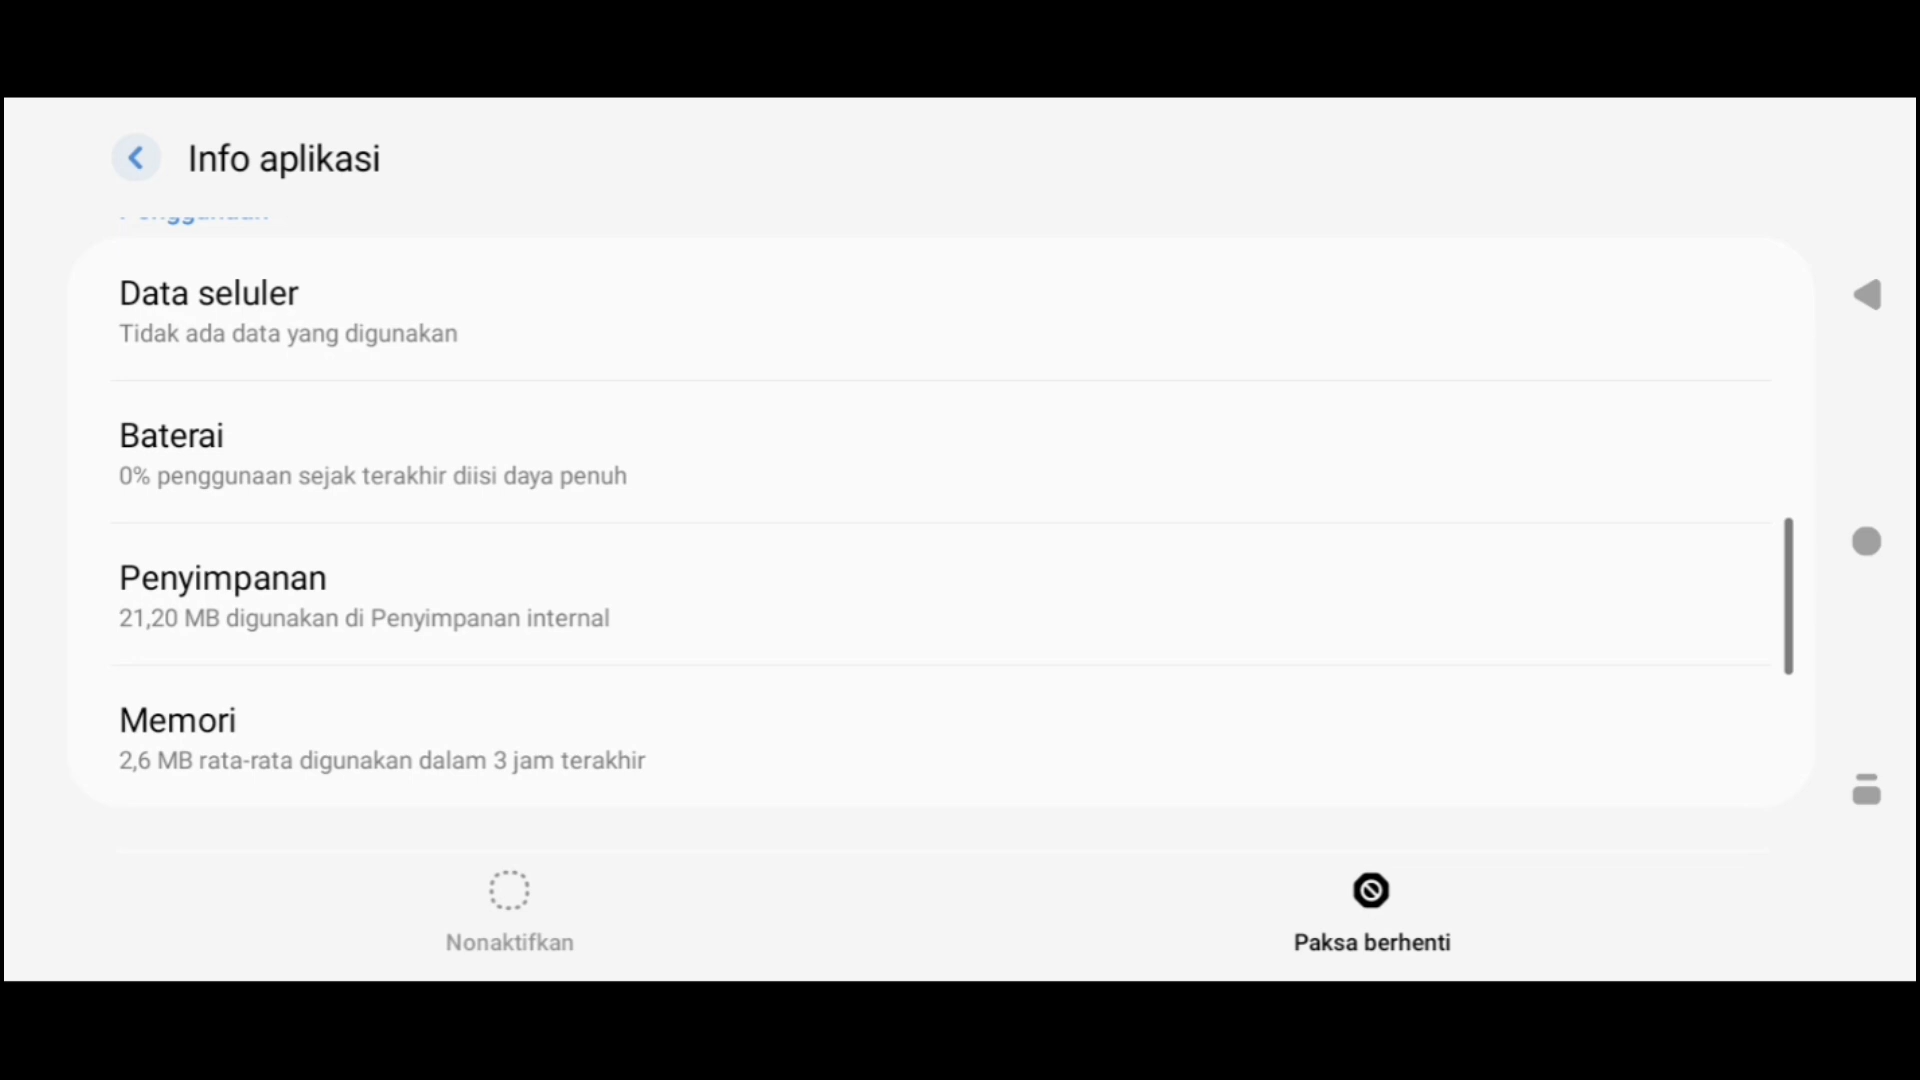 Info aplikasi
Penggunaan
Data seluler
Tidak ada data yang digunakan
Baterai
0% penggunaan sejak terakhir diisi daya penuh
Penyimpanan
21,20 MB digunakan di Penyimpanan internal
Memori
2,6 MB rata-rata digunakan dalam 3 jam terakhir
Nonaktifkan
Paksa berhenti